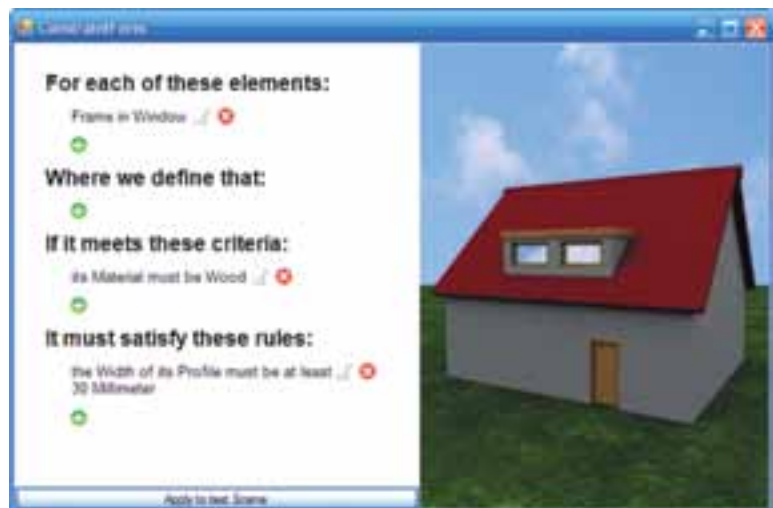 For each of these elements:
Frame in Window
Where we define that:
If it meets these criteria:
its Material must be Wood
It must satisfy these rules:
the Width of its Profile must be at least
30 Millimeter
Apply to test Scene